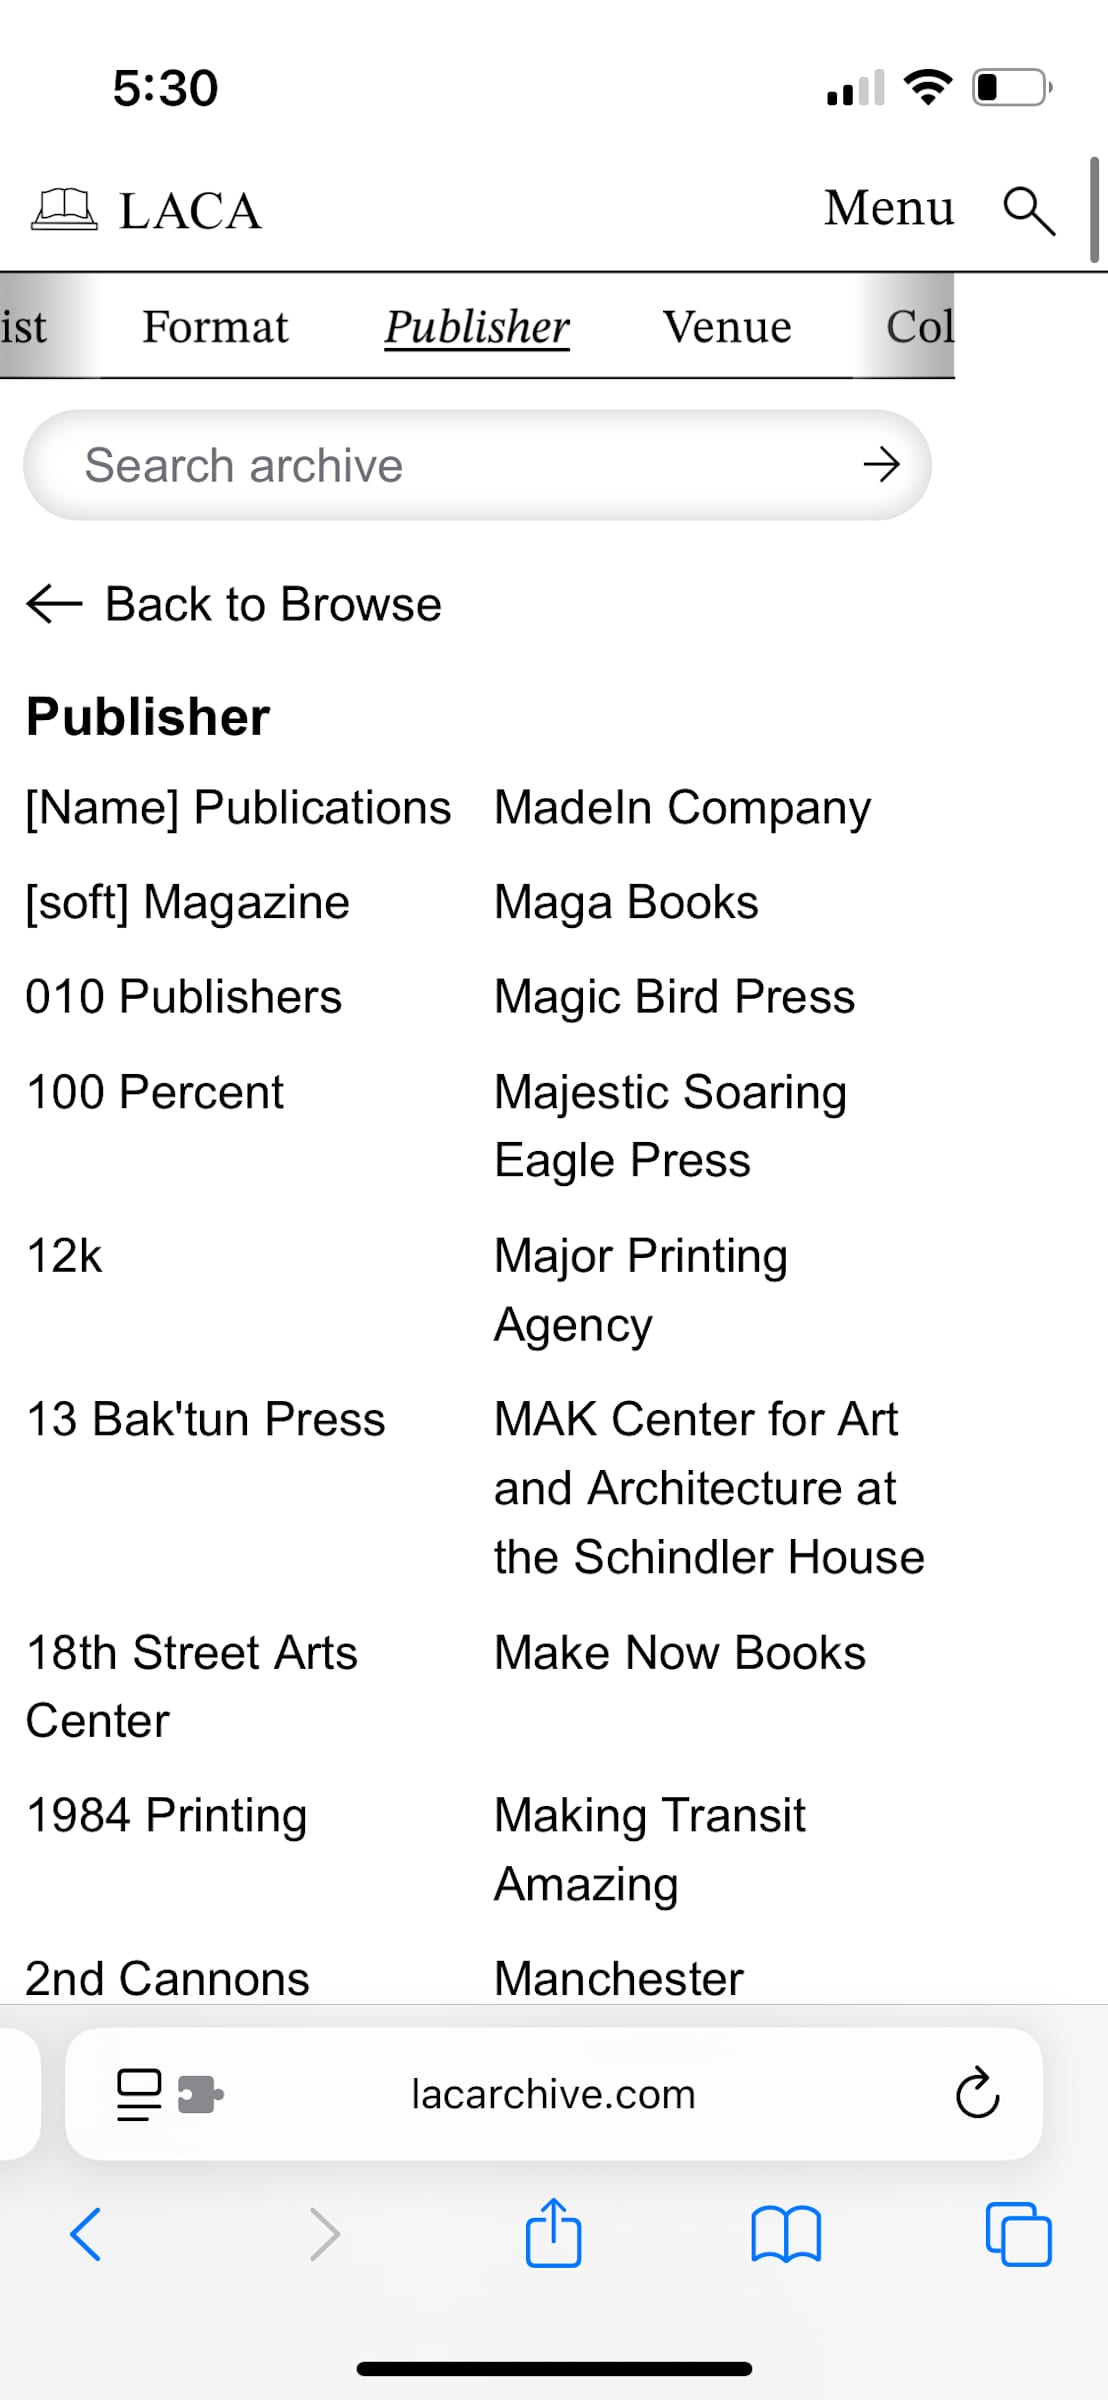 5:30
LACA
Menu
ist Format Publisher Venue Col
Search archive
Back to Browse
Publisher
[Name] Publications
MadeIn Company
[soft] Magazine
Maga Books
010 Publishers
Magic Bird Press
100 Percent
Majestic Soaring
Eagle Press
12k
Major Printing
Agency
13 Bak'tun Press
MAK Center for Art
and Architecture at
the Schindler House
18th Street Arts
Center
Make Now Books
1984 Printing
Making Transit
Amazing
2nd Cannons
Manchester
lacarchive.com